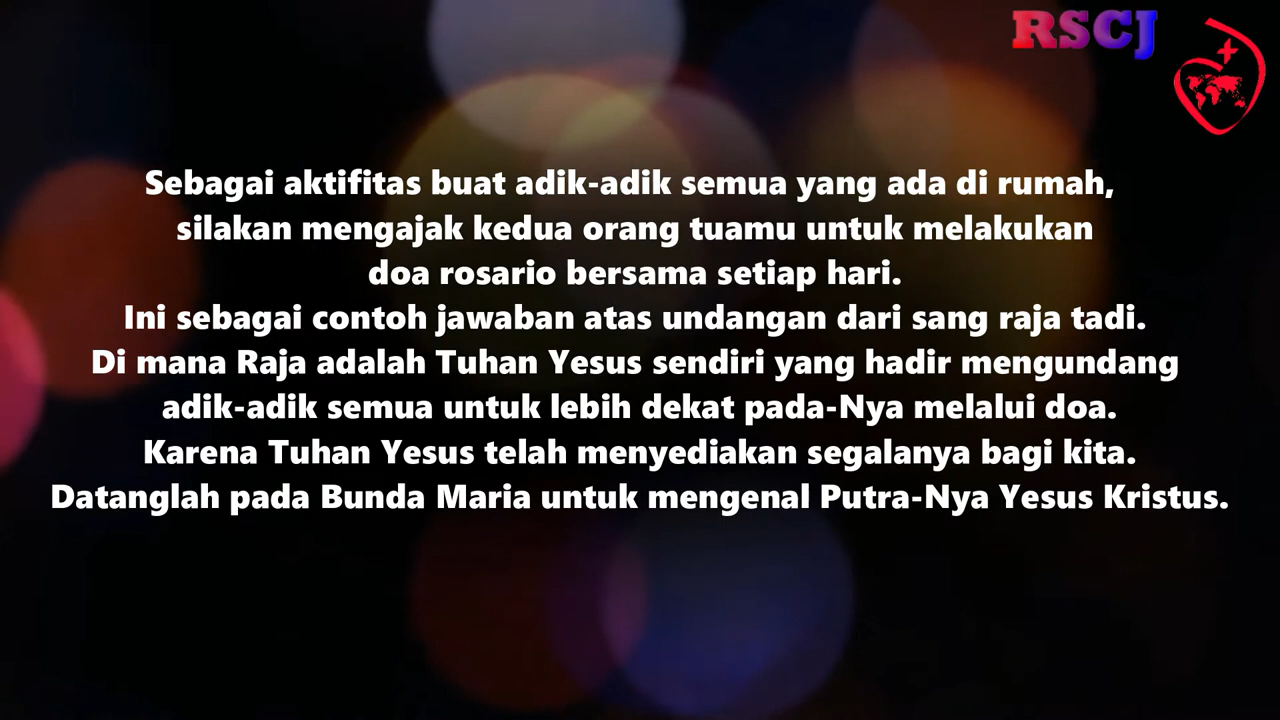 RSCJ
Sebagai aktifitas buat adik-adik semua yang ada di rumah,
silakan mengajak kedua orang tuamu untuk melakukan
doa rosario bersama setiap hari.
Ini sebagai contoh jawaban atas undangan dari sang raja tadi.
Di mana Raja adalah Tuhan Yesus sendiri yang hadir mengundang
adik-adik semua untuk lebih dekat pada-Nya melalui doa.
Karena Tuhan Yesus telah menyediakan segalanya bagi kita.
Datanglah pada Bunda Maria untuk mengenal Putra-Nya Yesus Kristus.